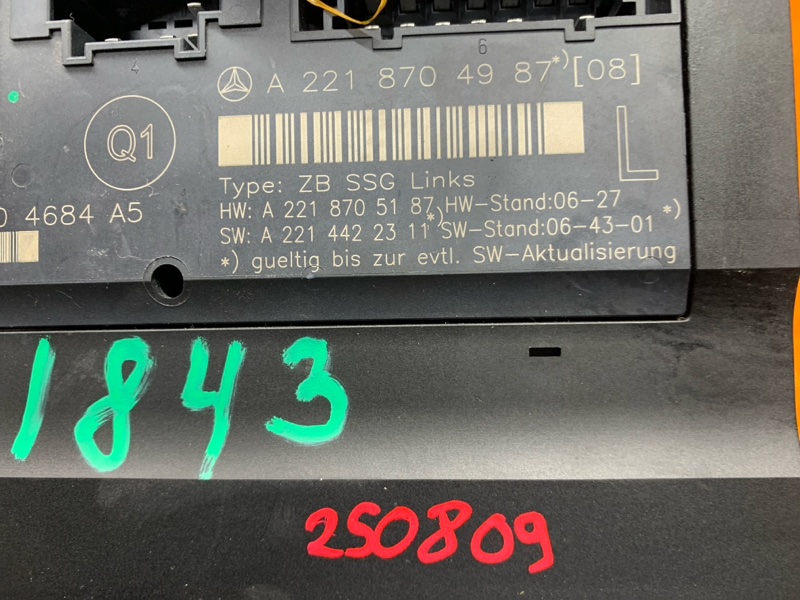 4
6
A 221 870 49 87*)[08]
Q1
L
Type: ZB SSG Links
HW: A 221 870 51 87 HW-Stand:06-27
SW: A 221 442 23 11*) SW-Stand:06-43-01 *)
*) gueltig bis zur evtl. SW-Aktualisierung
4684 A5
1843
250809